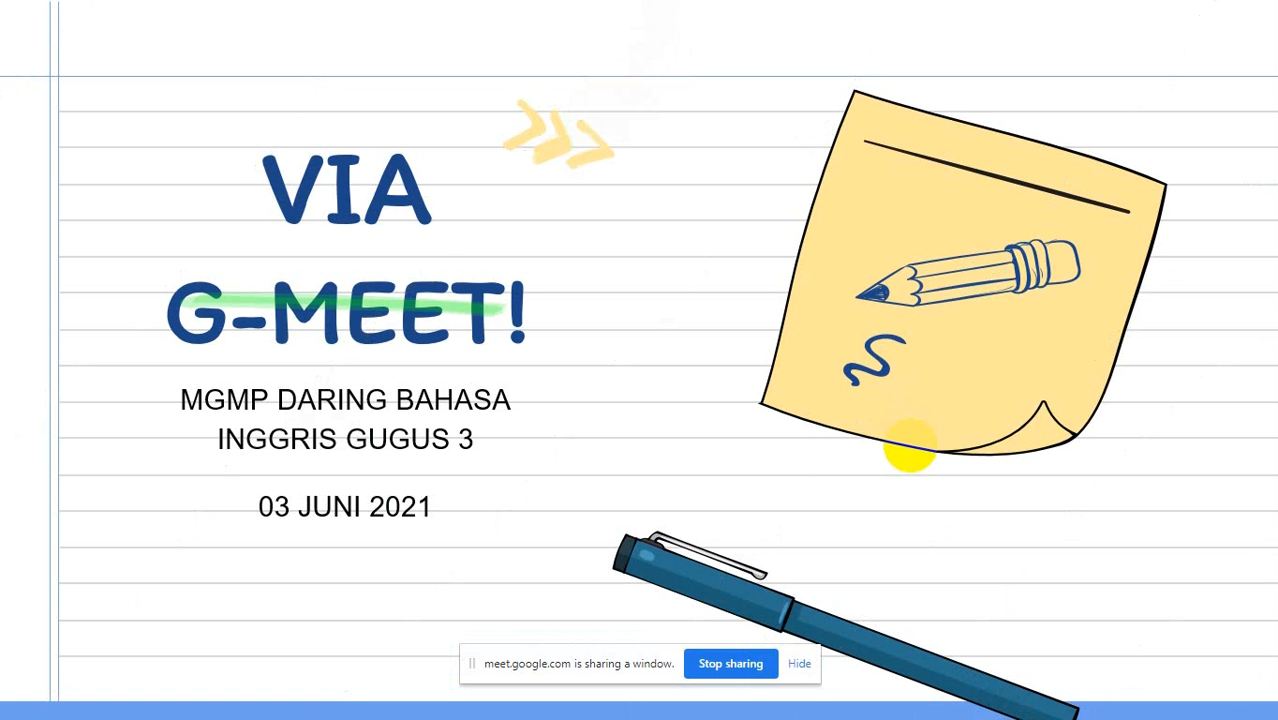 VIA
G-MEET!
MGMP DARING BAHASA
INGGRIS GUGUS 3
03 JUNI 2021
meet.google.com is sharing a window. Stop sharing Hide